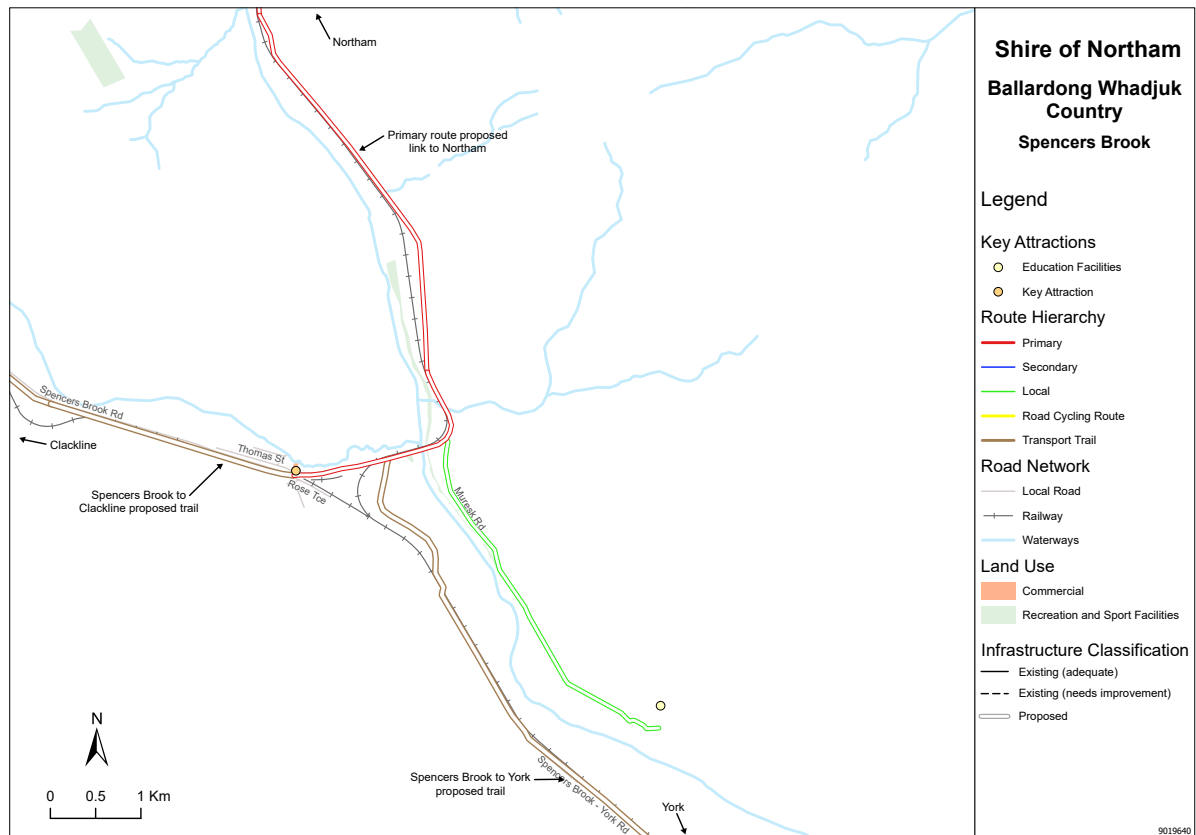 Northam
Primary route proposed
link to Northam
Spencers Brook Rd
Clackline
Thomas St
Rose Tce
Spencers Brook to
Clackline proposed trail
Muresk Rd
Spencers Brook to York
proposed trail
Spencers Brook - York Rd
York
N
0 0.5 1 Km
Shire of Northam
Ballardong Whadjuk
Country
Spencers Brook
Legend
Key Attractions
Education Facilities
Key Attraction
Route Hierarchy
Primary
Secondary
Local
Road Cycling Route
Transport Trail
Road Network
Local Road
Railway
Waterways
Land Use
Commercial
Recreation and Sport Facilities
Infrastructure Classification
Existing (adequate)
Existing (needs improvement)
Proposed
9019640